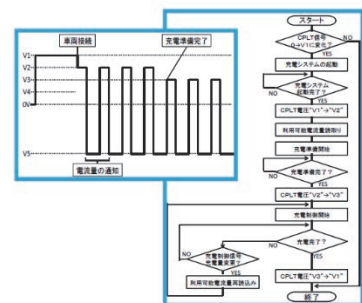 車両接続
充電準備完了
V1
V2
V3
V4
0V
V5
電流量の通知
スタート
CPLT信号
0→V1に変化?
NO
YES
充電システムの起動
充電システム
起動完了?
NO
YES
CPLT電圧"V1"→"V2"
利用可能電流量読取り
充電準備開始
充電準備完了?
NO
YES
CPLT電圧"V2"→"V3"
充電制御開始
充電完了?
NO
YES
充電制御信号
充電量変更?
NO
YES
利用可能電流量再読込み
CPLT電圧"V3"→"V1"
終了